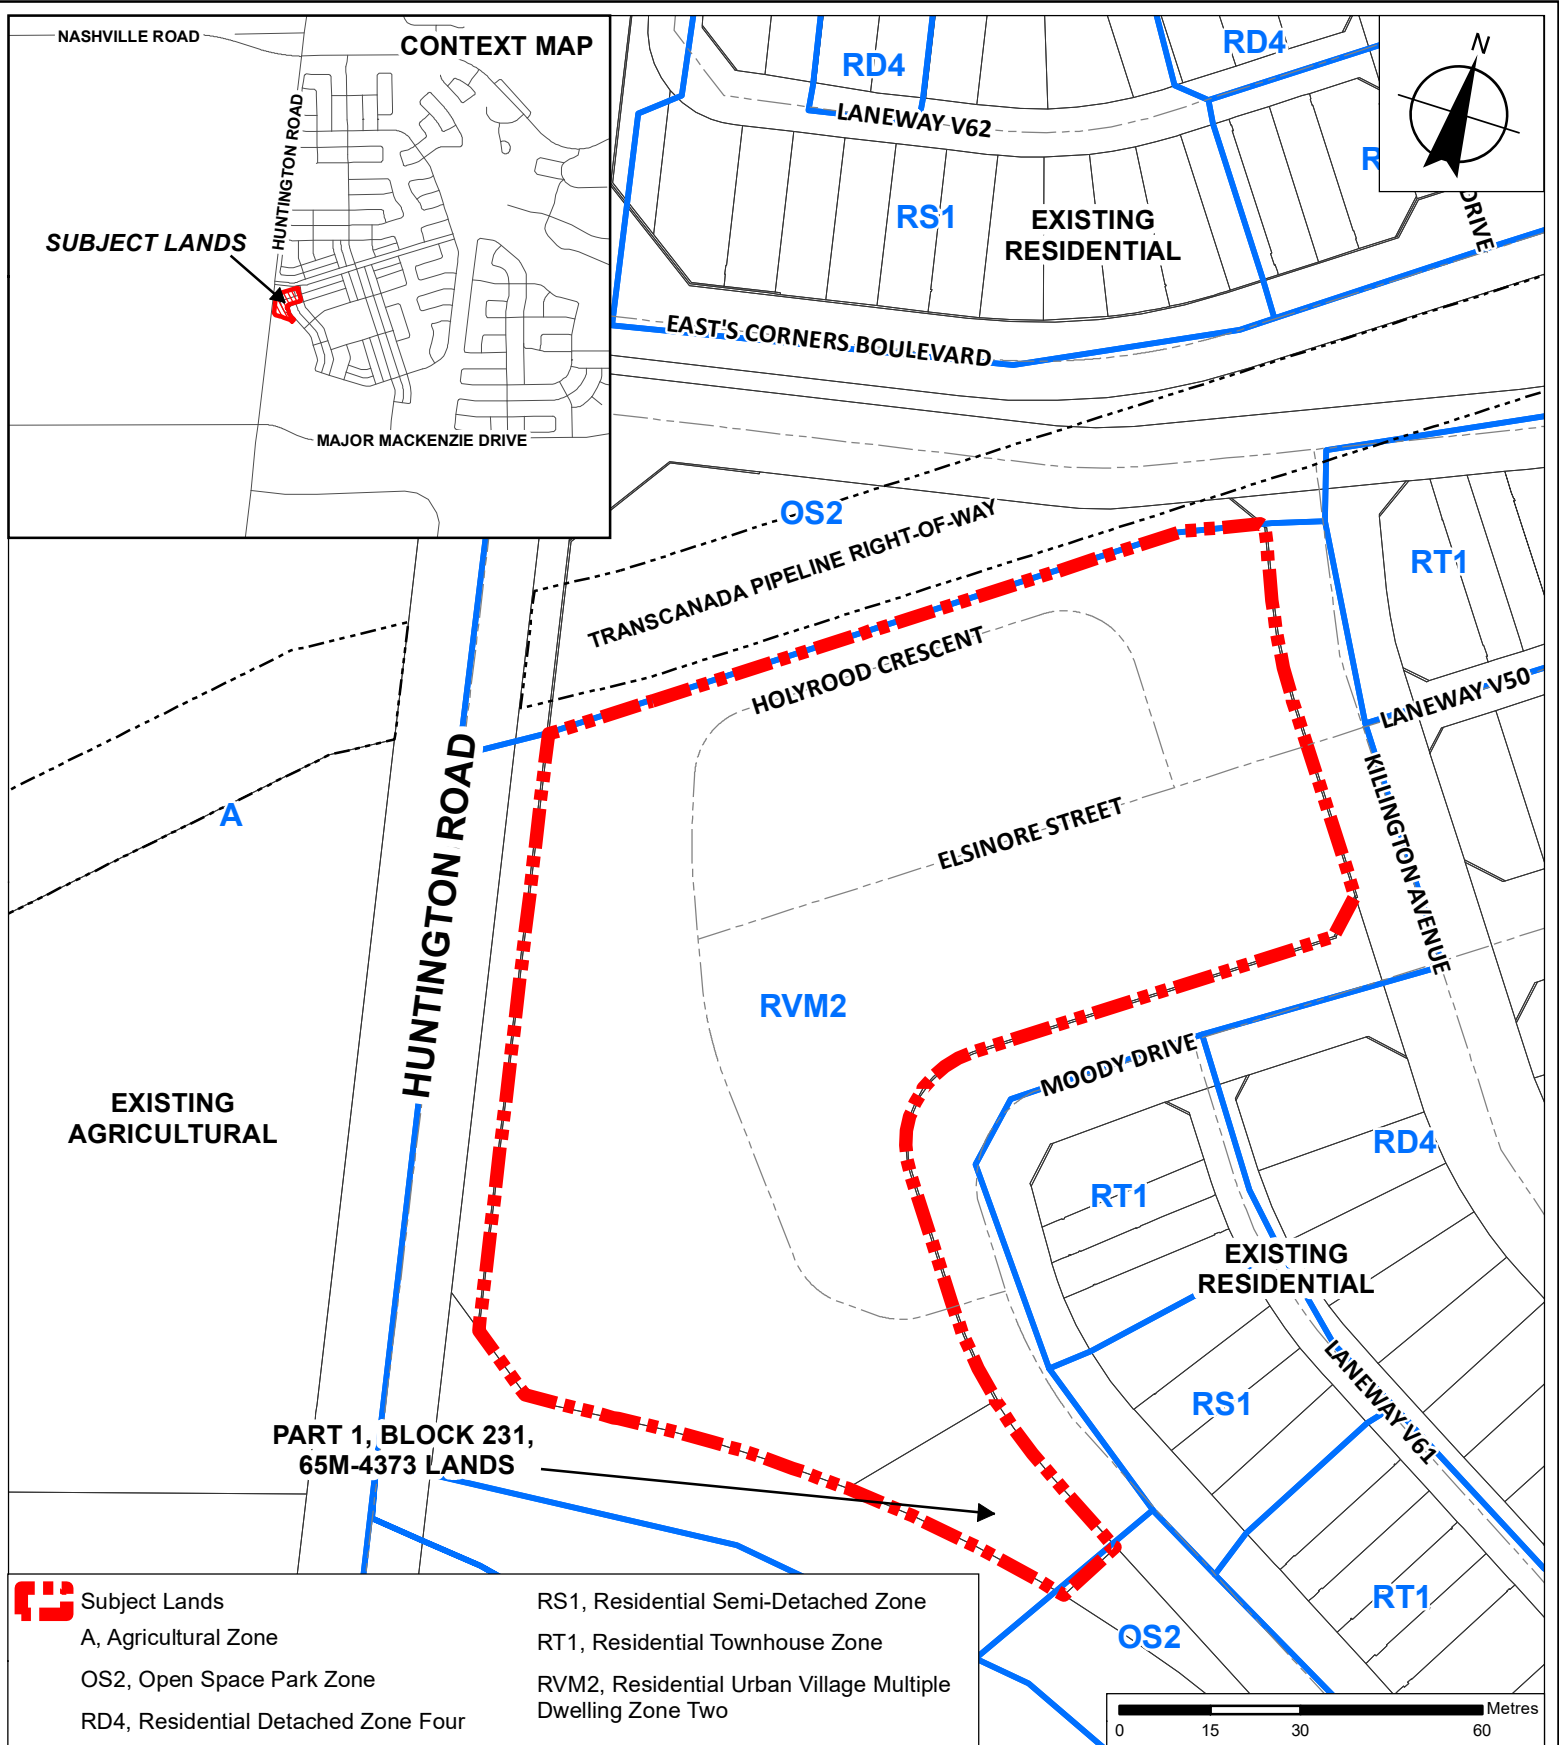 NASHVILLE ROAD
CONTEXT MAP
HUNTINGTON ROAD
SUBJECT LANDS
MAJOR MACKENZIE DRIVE
RD4
RD4
N
LANEWAY V62
R
RS1
EXISTING
RESIDENTIAL
DRIVE
EAST'S CORNERS BOULEVARD
OS2
TRANSCANADA PIPELINE RIGHT-OF-WAY
RT1
HOLYROOD CRESCENT
LANEWAY V50
HUNTINGTON ROAD
A
ELSINORE STREET
KILLINGTON AVENUE
RVM2
MOODY DRIVE
EXISTING
AGRICULTURAL
RD4
RT1
EXISTING
RESIDENTIAL
RS1
LANEWAY V61
PART 1, BLOCK 231,
65M-4373 LANDS
RT1
OS2
Subject Lands
A, Agricultural Zone
OS2, Open Space Park Zone
RD4, Residential Detached Zone Four
RS1, Residential Semi-Detached Zone
RT1, Residential Townhouse Zone
RVM2, Residential Urban Village Multiple
Dwelling Zone Two
Metres
0 15 30 60